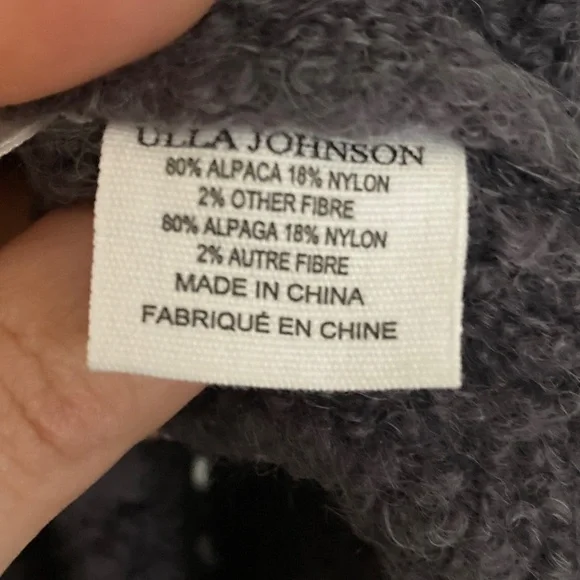 ULLA JOHNSON
80% ALPACA 18% NYLON
2% OTHER FIBRE
80% ALPAGA 18% NYLON
2% AUTRE FIBRE
MADE IN CHINA
FABRIQUÉ EN CHINE